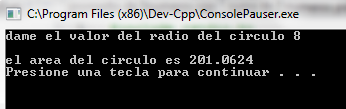 C:\Program Files (x86)\Dev-Cpp\ConsolePauser.exe
dame el valor del radio del circulo 8
el area del circulo es 201.0624
Presione una tecla para continuar . . .